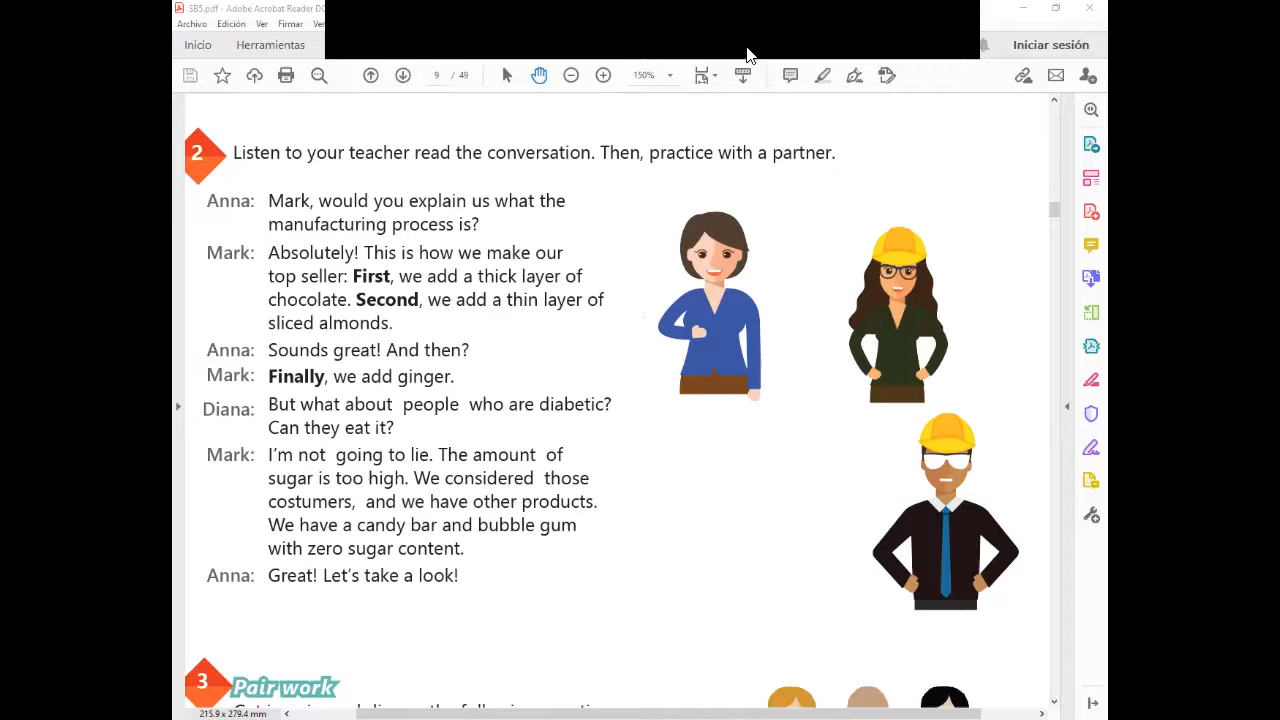 SB5.pdf - Adobe Acrobat Reader DC
Archivo Edición Ver Firmar
Inicio Herramientas Iniciar sesión
9 / 49 150%
2 Listen to your teacher read the conversation. Then, practice with a partner.
Anna: Mark, would you explain us what the
manufacturing process is?
Mark: Absolutely! This is how we make our
top seller: First, we add a thick layer of
chocolate. Second, we add a thin layer of
sliced almonds.
Anna: Sounds great! And then?
Mark: Finally, we add ginger.
Diana: But what about people who are diabetic?
Can they eat it?
Mark: I'm not going to lie. The amount of
sugar is too high. We considered those
costumers, and we have other products.
We have a candy bar and bubble gum
with zero sugar content.
Anna: Great! Let's take a look!
3 Pair work
215.9 x 279.4 mm